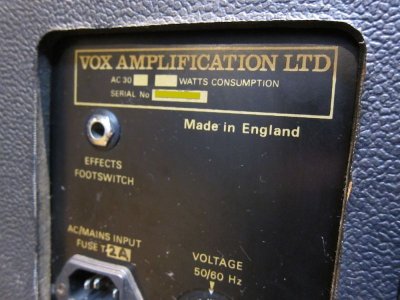 VOX AMPLIFICATION LTD
AC 30 WATTS CONSUMPTION
SERIAL No
Made in England
EFFECTS
FOOTSWITCH
AC/MAINS INPUT
FUSE T 2A
VOLTAGE
50/60 Hz